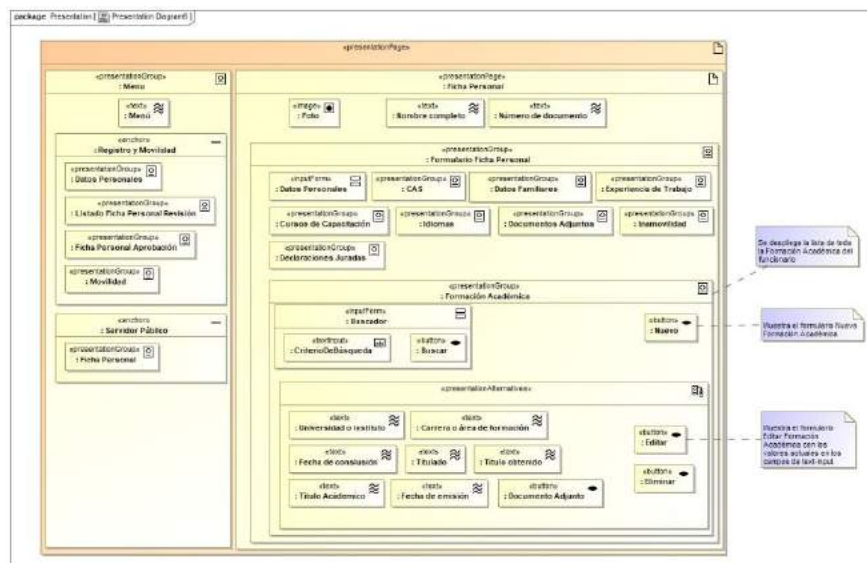 package Presentation [ Presentation Diagram5 ]
«presentationPage»
«presentationGroup»
: Menu
«text»
: Menú
«anchor»
: Registro y Movilidad
«presentationGroup»
: Datos Personales
«presentationGroup»
: Listado Ficha Personal Revisión
«presentationGroup»
: Ficha Personal Aprobación
«presentationGroup»
: Movilidad
«anchor»
: Servidor Público
«presentationGroup»
: Ficha Personal
«presentationPage»
: Ficha Personal
«image»
: Foto
«text»
: Nombre completo
«text»
: Número de documento
«presentationGroup»
: Formulario Ficha Personal
«inputForm»
: Datos Personales
«presentationGroup»
: CAS
«presentationGroup»
: Datos Familiares
«presentationGroup»
: Experiencia de Trabajo
«presentationGroup»
: Cursos de Capacitación
«presentationGroup»
: Idiomas
«presentationGroup»
: Documentos Adjuntos
«presentationGroup»
: Inamovilidad
«presentationGroup»
: Declaraciones Juradas
«presentationGroup»
: Formación Académica
«inputForm»
: Buscador
«textInput»
: CriterioDeBúsqueda
«button»
: Buscar
«button»
: Nuevo
«presentationAlternatives»
«text»
: Universidad o Instituto
«text»
: Carrera o área de formación
«button»
: Editar
«text»
: Fecha de conslusión
«text»
: Titulado
«text»
: Título obtenido
«button»
: Eliminar
«text»
: Título Académico
«text»
: Fecha de emisión
«button»
: Documento Adjunto
Se despliega la lista de toda
la Formación Académica del
funcionario
Muestra el formulario Nueva
Formación Académica
Muestra el formulario
Editar Formación
Académica con los
valores actuales en los
campos de text-input